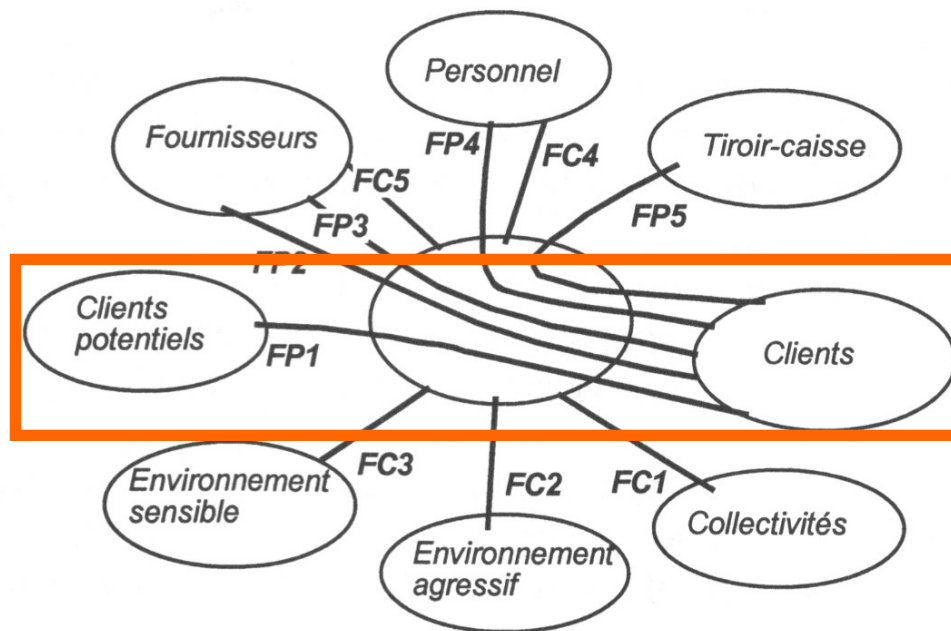 Personnel
Fournisseurs
Tiroir-caisse
FP4
FC4
FC5
FP3
FP5
FP2
Clients
potentiels
FP1
Clients
FC3
FC2
FC1
Environnement
sensible
Collectivités
Environnement
agressif